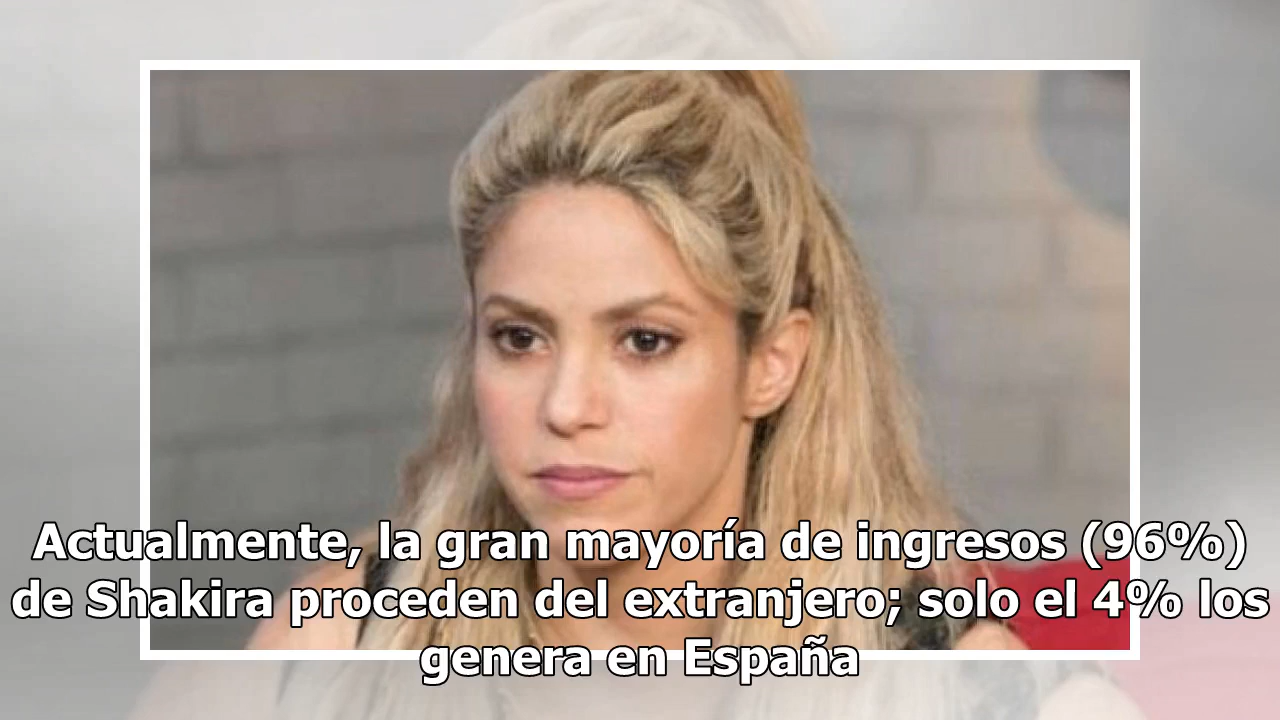 Actualmente, la gran mayoría de ingresos (96%)
de Shakira proceden del extranjero; solo el 4% los
genera en España